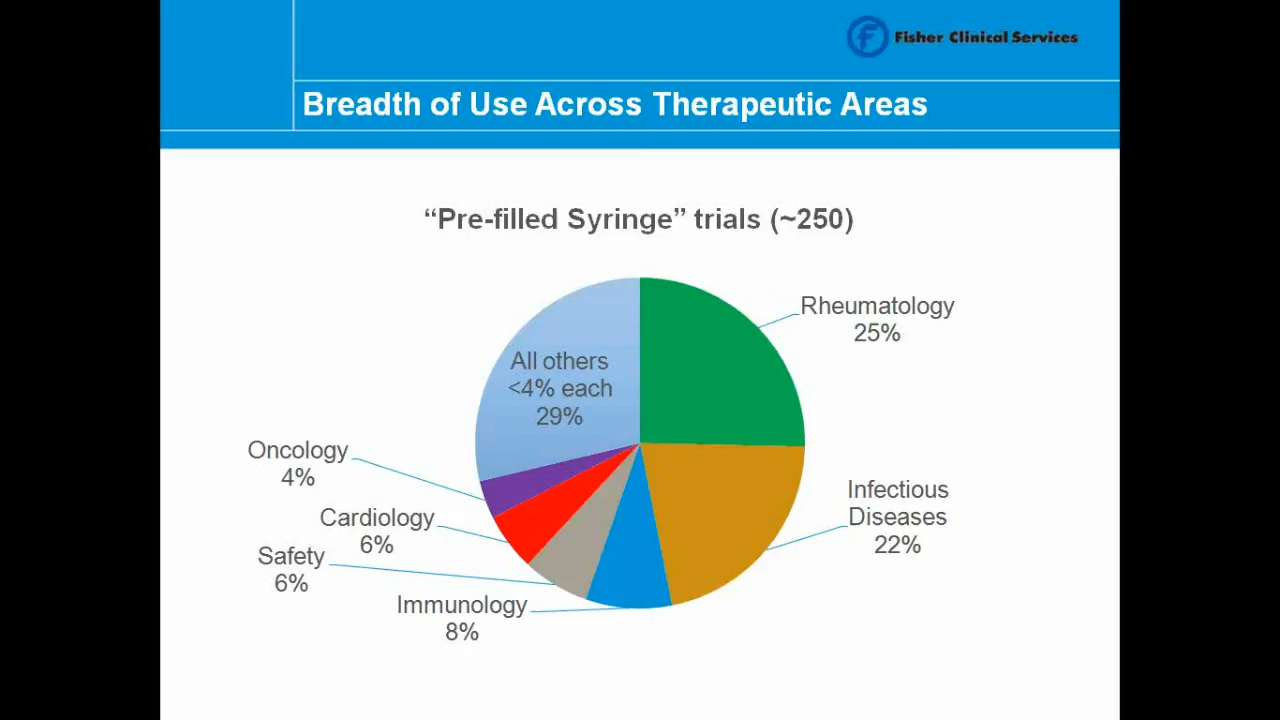 Fisher Clinical Services
Breadth of Use Across Therapeutic Areas
“Pre-filled Syringe” trials (~250)
Rheumatology
25%
All others
<4% each
29%
Oncology
4%
Infectious
Diseases
22%
Cardiology
6%
Safety
6%
Immunology
8%